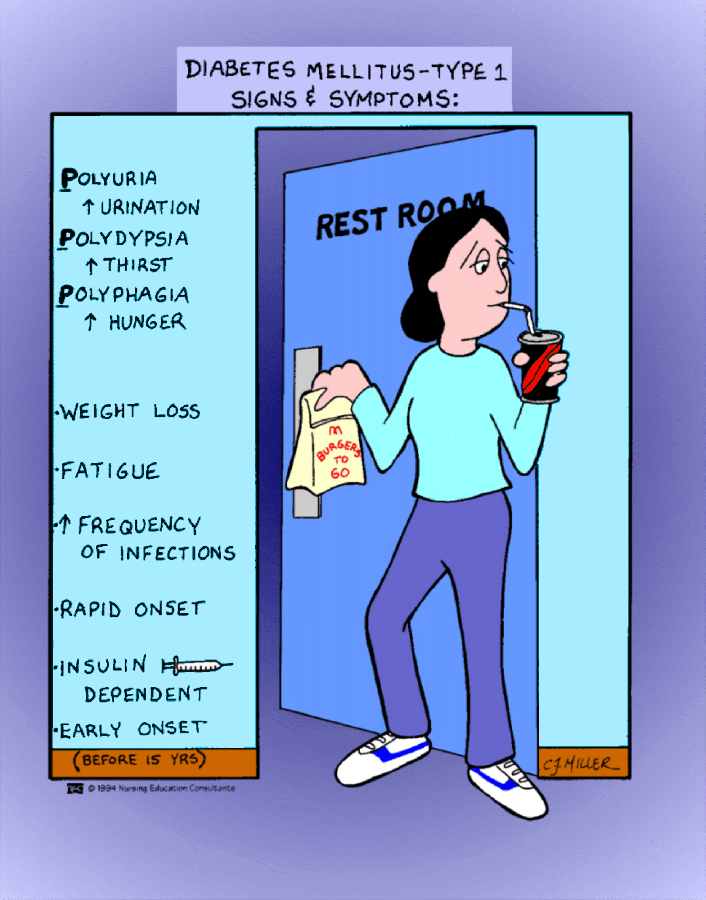 DIABETES MELLITUS-TYPE 1
SIGNS & SYMPTOMS:
POLYURIA
↑ URINATION
POLYDYPSIA
↑ THIRST
POLYPHAGIA
↑ HUNGER
·WEIGHT LOSS
·FATIGUE
·↑ FREQUENCY
OF INFECTIONS
·RAPID ONSET
·INSULIN
DEPENDENT
·EARLY ONSET
(BEFORE 15 YRS)
REST ROOM
M
BURGERS
TO
GO
CJ MILLER
NEC © 1994 Nursing Education Consultants